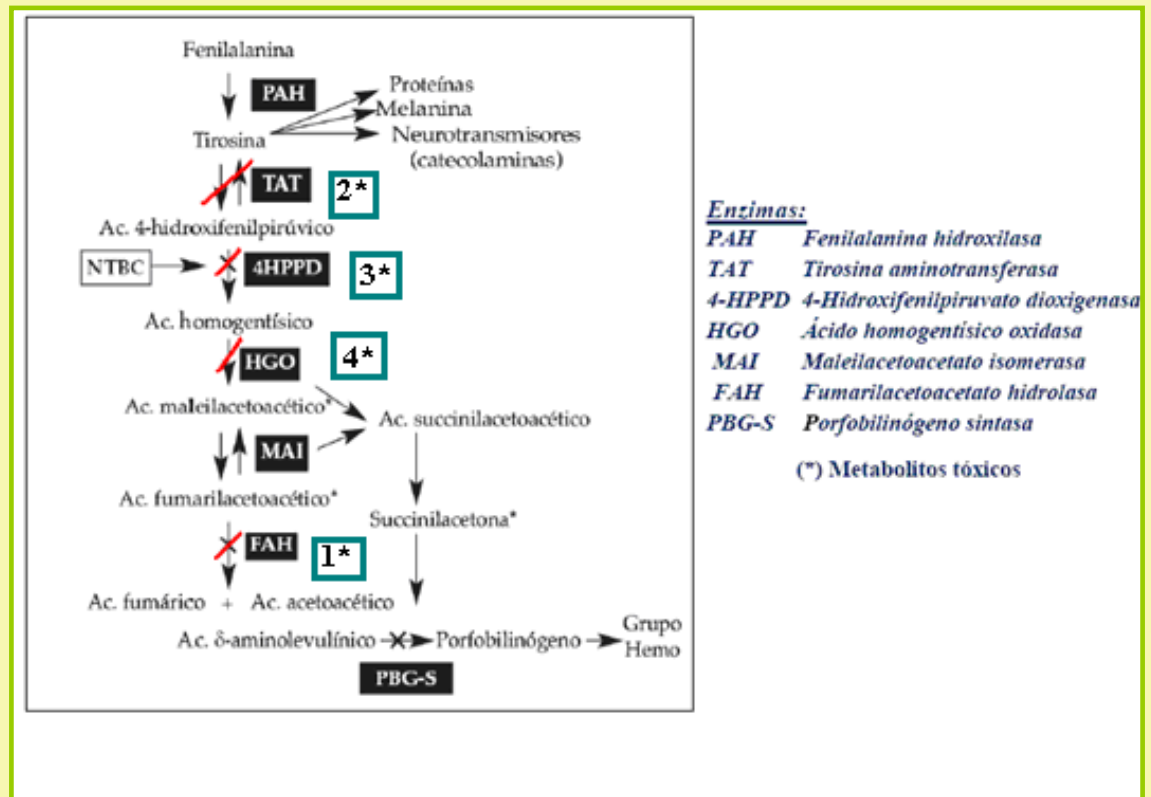 Fenilalanina
PAH
Proteínas
Melanina
Tirosina
Neurotransmisores
(catecolaminas)
TAT
2*
Ac. 4-hidroxifenilpirúvico
NTBC
4HPPD
3*
Ac. homogentísico
HGO
4*
Ac. maleilacetoacético*
Ac. succinilacetoacético
MAI
Ac. fumarilacetoacético*
Succinilacetona*
FAH
1*
Ac. fumárico + Ac. acetoacético
Ac. δ-aminolevulínico
Porfobilinógeno
Grupo
Hemo
PBG-S
Enzimas:
PAH Fenilalanina hidroxilasa
TAT Tirosina aminotransferasa
4-HPPD 4-Hidroxifenilpiruvato dioxigenasa
HGO Ácido homogentísico oxidasa
MAI Maleilacetoacetato isomerasa
FAH Fumarilacetoacetato hidrolasa
PBG-S Porfobilinógeno sintasa
(*) Metabolitos tóxicos